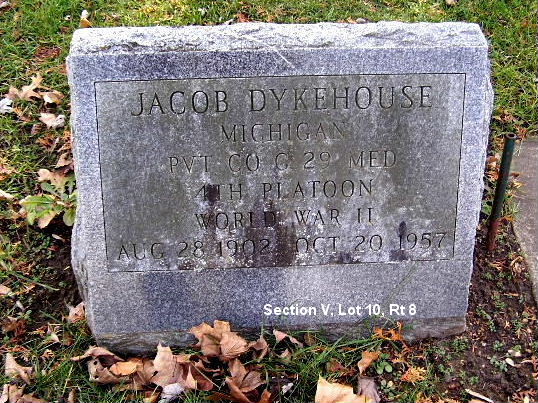 JACOB DYKEHOUSE
MICHIGAN
PVT CO C 29 MED
4TH PLATOON
WORLD WAR II
AUG 28 1902 OCT 20 1957
Section V, Lot 10, Rt 8